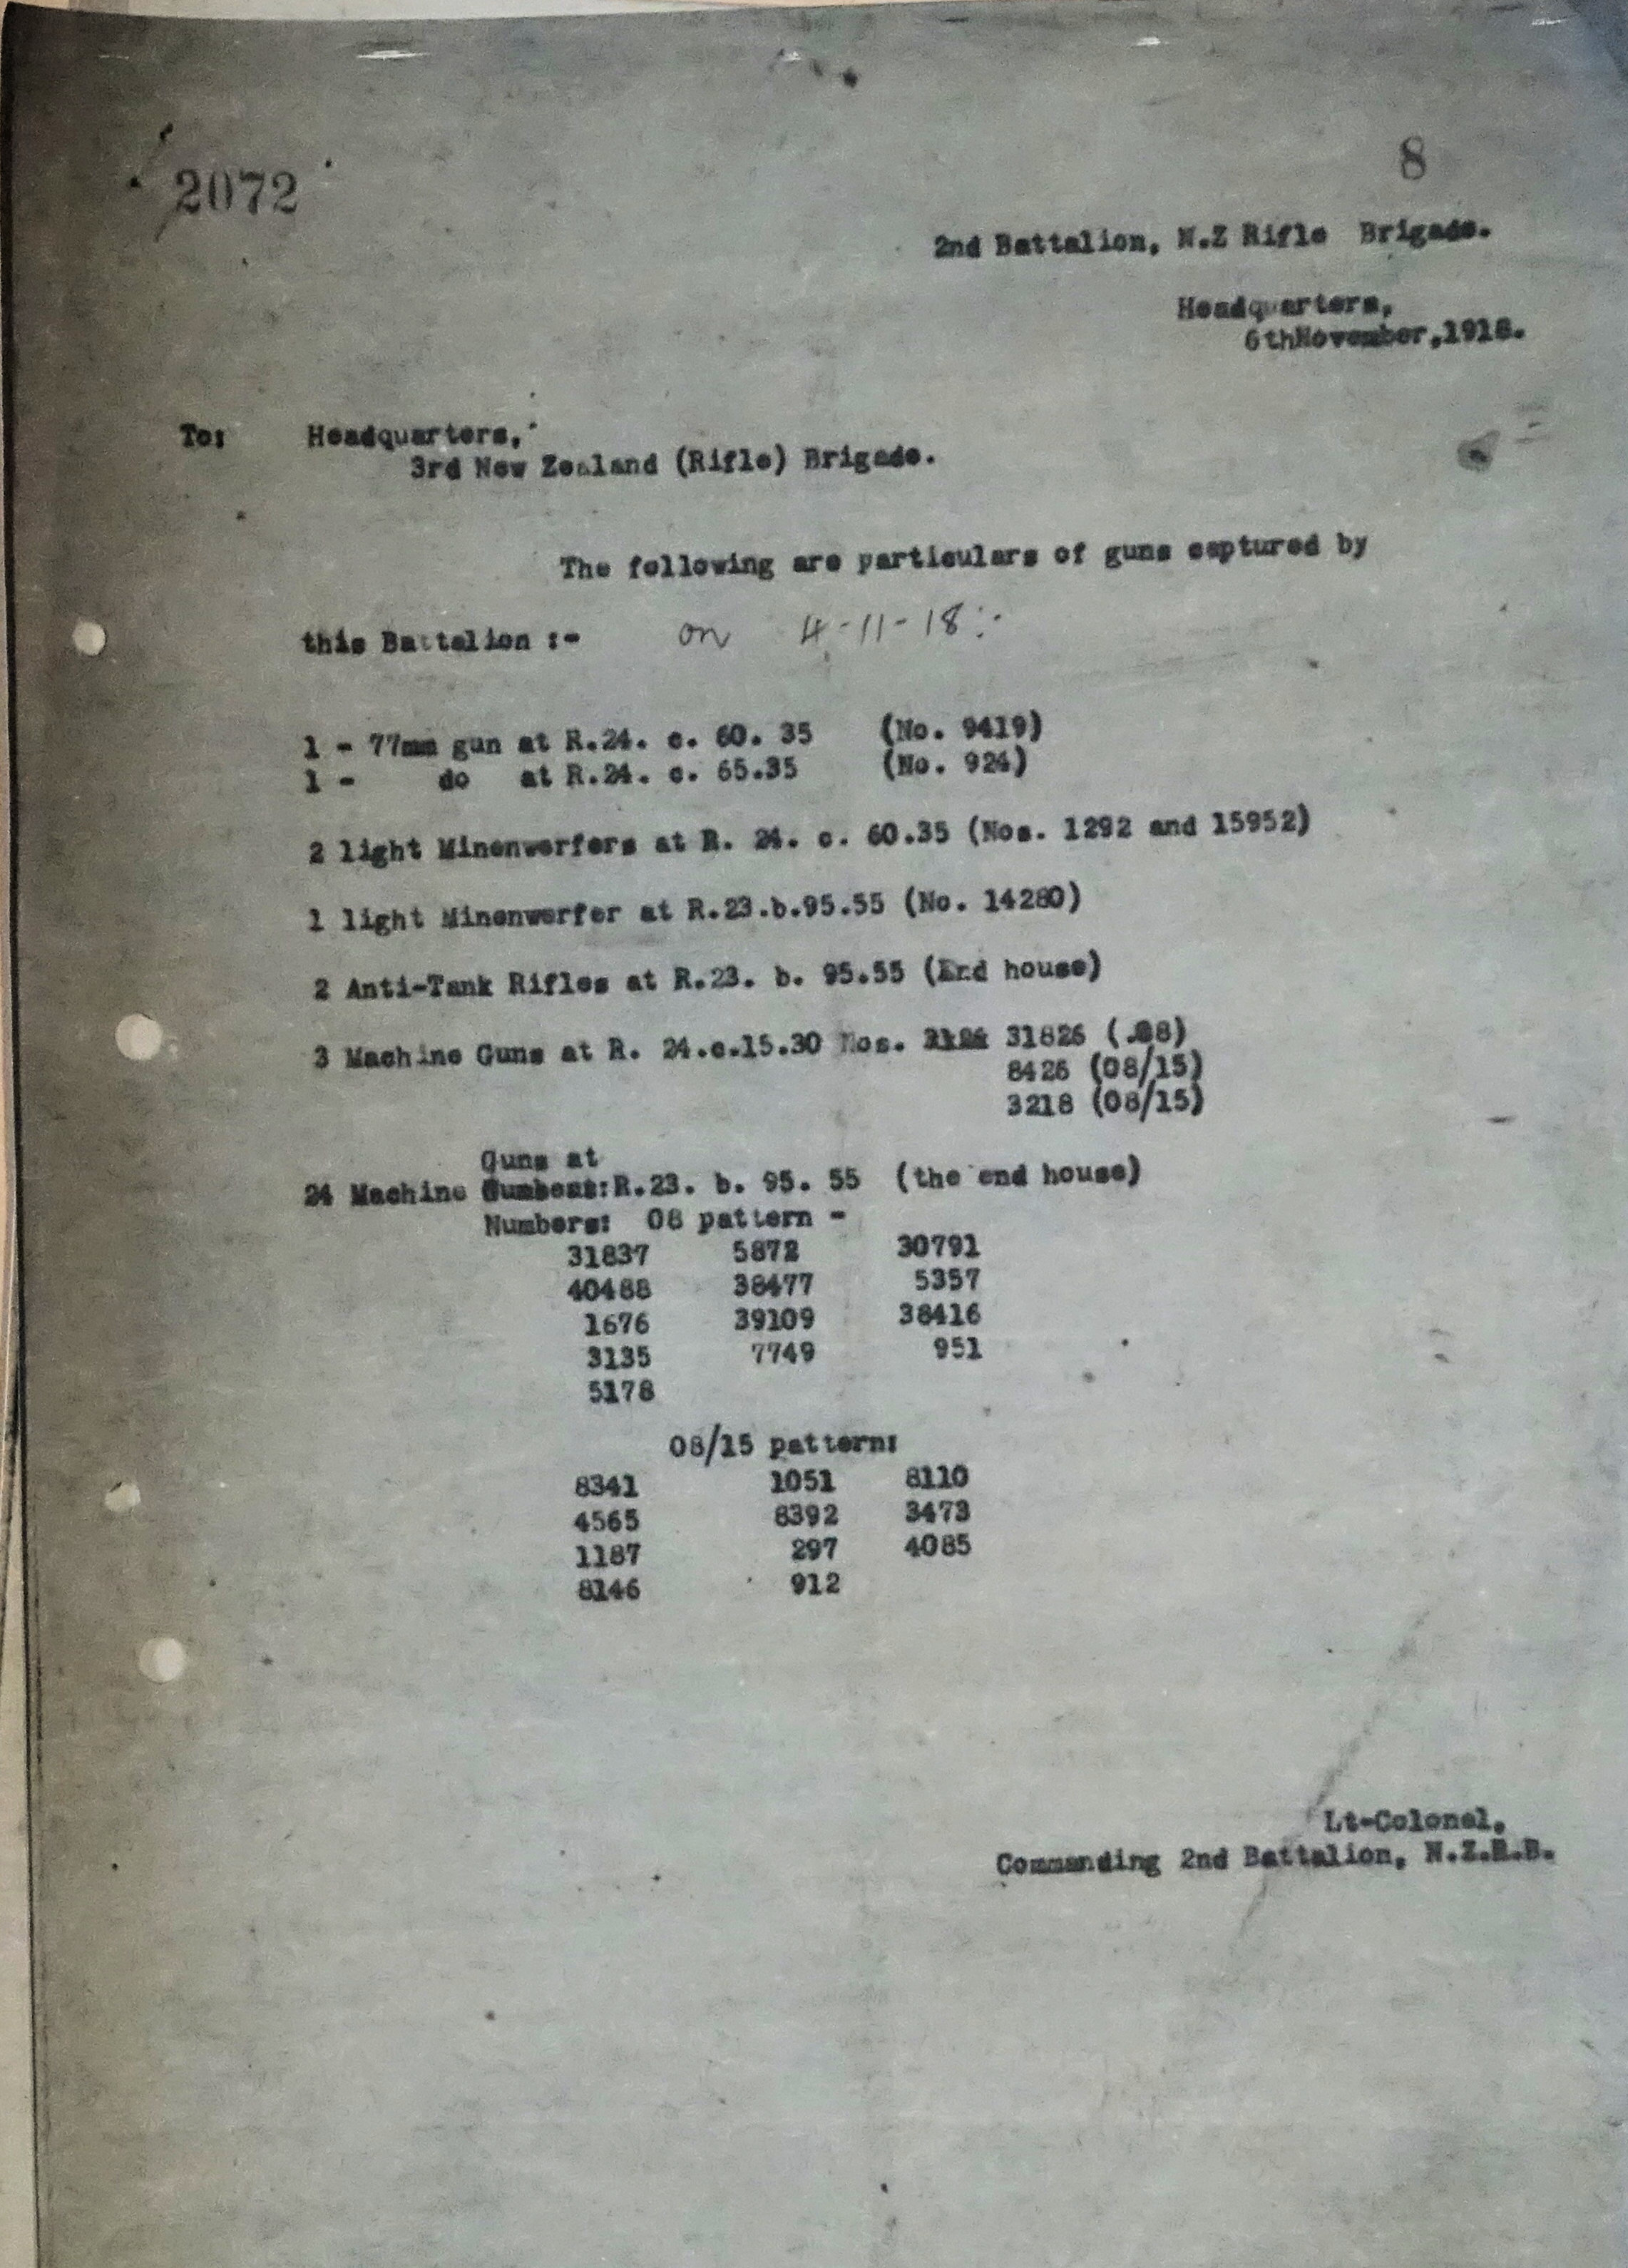 2072
8
2nd Battalion, N.Z Rifle Brigade.
Headquarters,
6thNovember,1918.
To: Headquarters,
3rd New Zealand (Rifle) Brigade.
The following are particulars of guns captured by
this Battalion :- on 4-11-18:-
1 - 77mm gun at R.24. c. 60. 35 (No. 9419)
1 - do at R.24. c. 65.35 (No. 924)
2 light Minenwerfers at R. 24. c. 60.35 (Nos. 1292 and 15952)
1 light Minenwerfer at R.23.b.95.55 (No. 14280)
2 Anti-Tank Rifles at R.23. b. 95.55 (End house)
3 Machine Guns at R. 24.c.15.30 Nos. 31826 (.08)
8426 (08/15)
3218 (08/15)
Guns at
24 Machine R.23. b. 95. 55 (the end house)
Numbers: 08 pattern -
31837 5872 30791
40488 38477 5357
1676 39109 38416
3135 7749 951
5178
08/15 pattern:
8341 1051 8110
4565 8392 3473
1187 297 4085
8146 912
Lt-Colonel,
Commanding 2nd Battalion, N.Z.R.B.